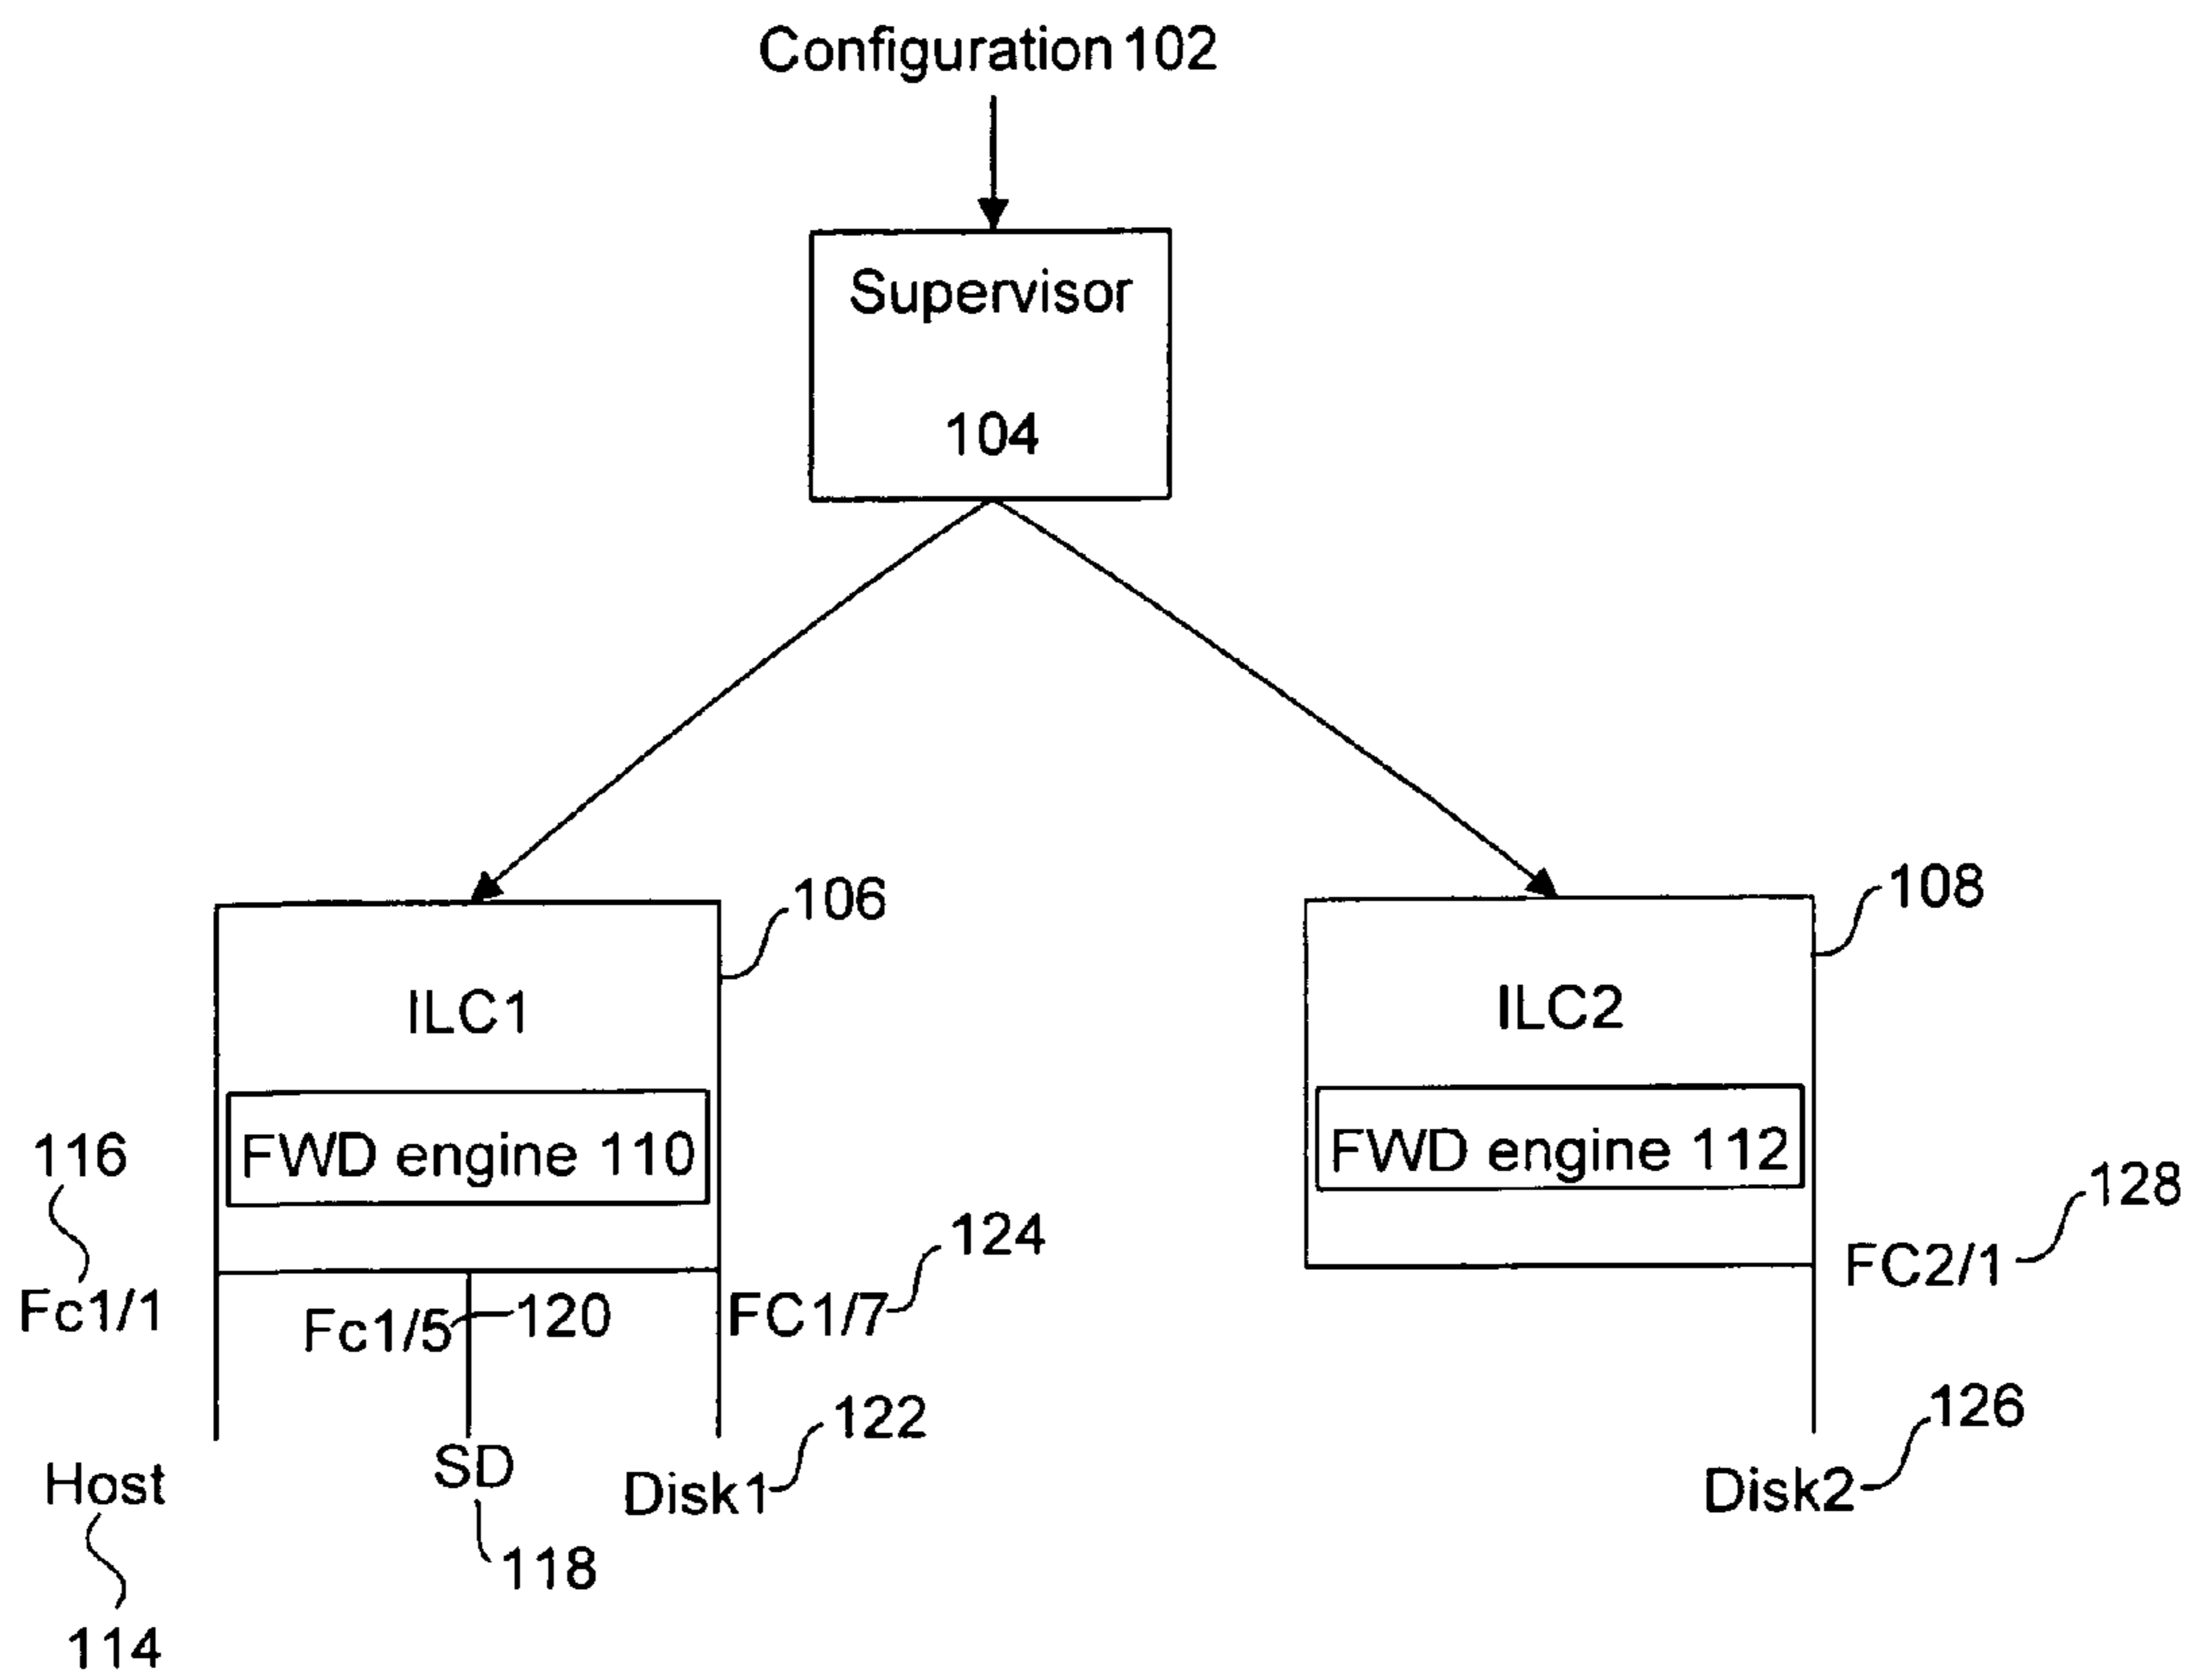 Configuration 102
Supervisor
104
106
108
ILC1
ILC2
FWD engine 110
FWD engine 112
116
128
124
Fc1/1
Fc1/5
120
FC1/7
FC2/1
122
126
Host
SD
Disk1
Disk2
118
114